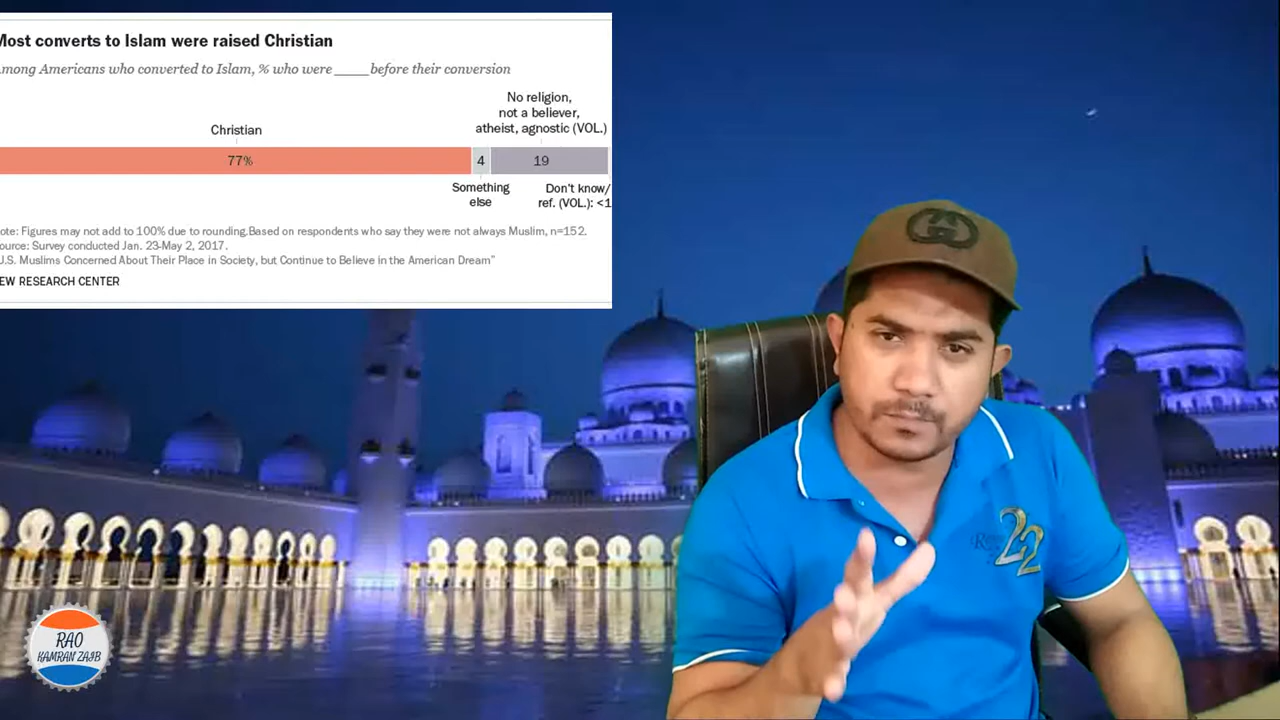 Most converts to Islam were raised Christian
mong Americans who converted to Islam, % who were _____ before their conversion
No religion,
not a believer,
atheist, agnostic (VOL.)
Christian
77%
4
19
Something
else
Don't know/
ref. (VOL.): <1
ote: Figures may not add to 100% due to rounding.Based on respondents who say they were not always Muslim, n=152.
ource: Survey conducted Jan. 23-May 2, 2017.
U.S. Muslims Concerned About Their Place in Society, but Continue to Believe in the American Dream"
EW RESEARCH CENTER
22
RAO
KAMRAN ZAIB